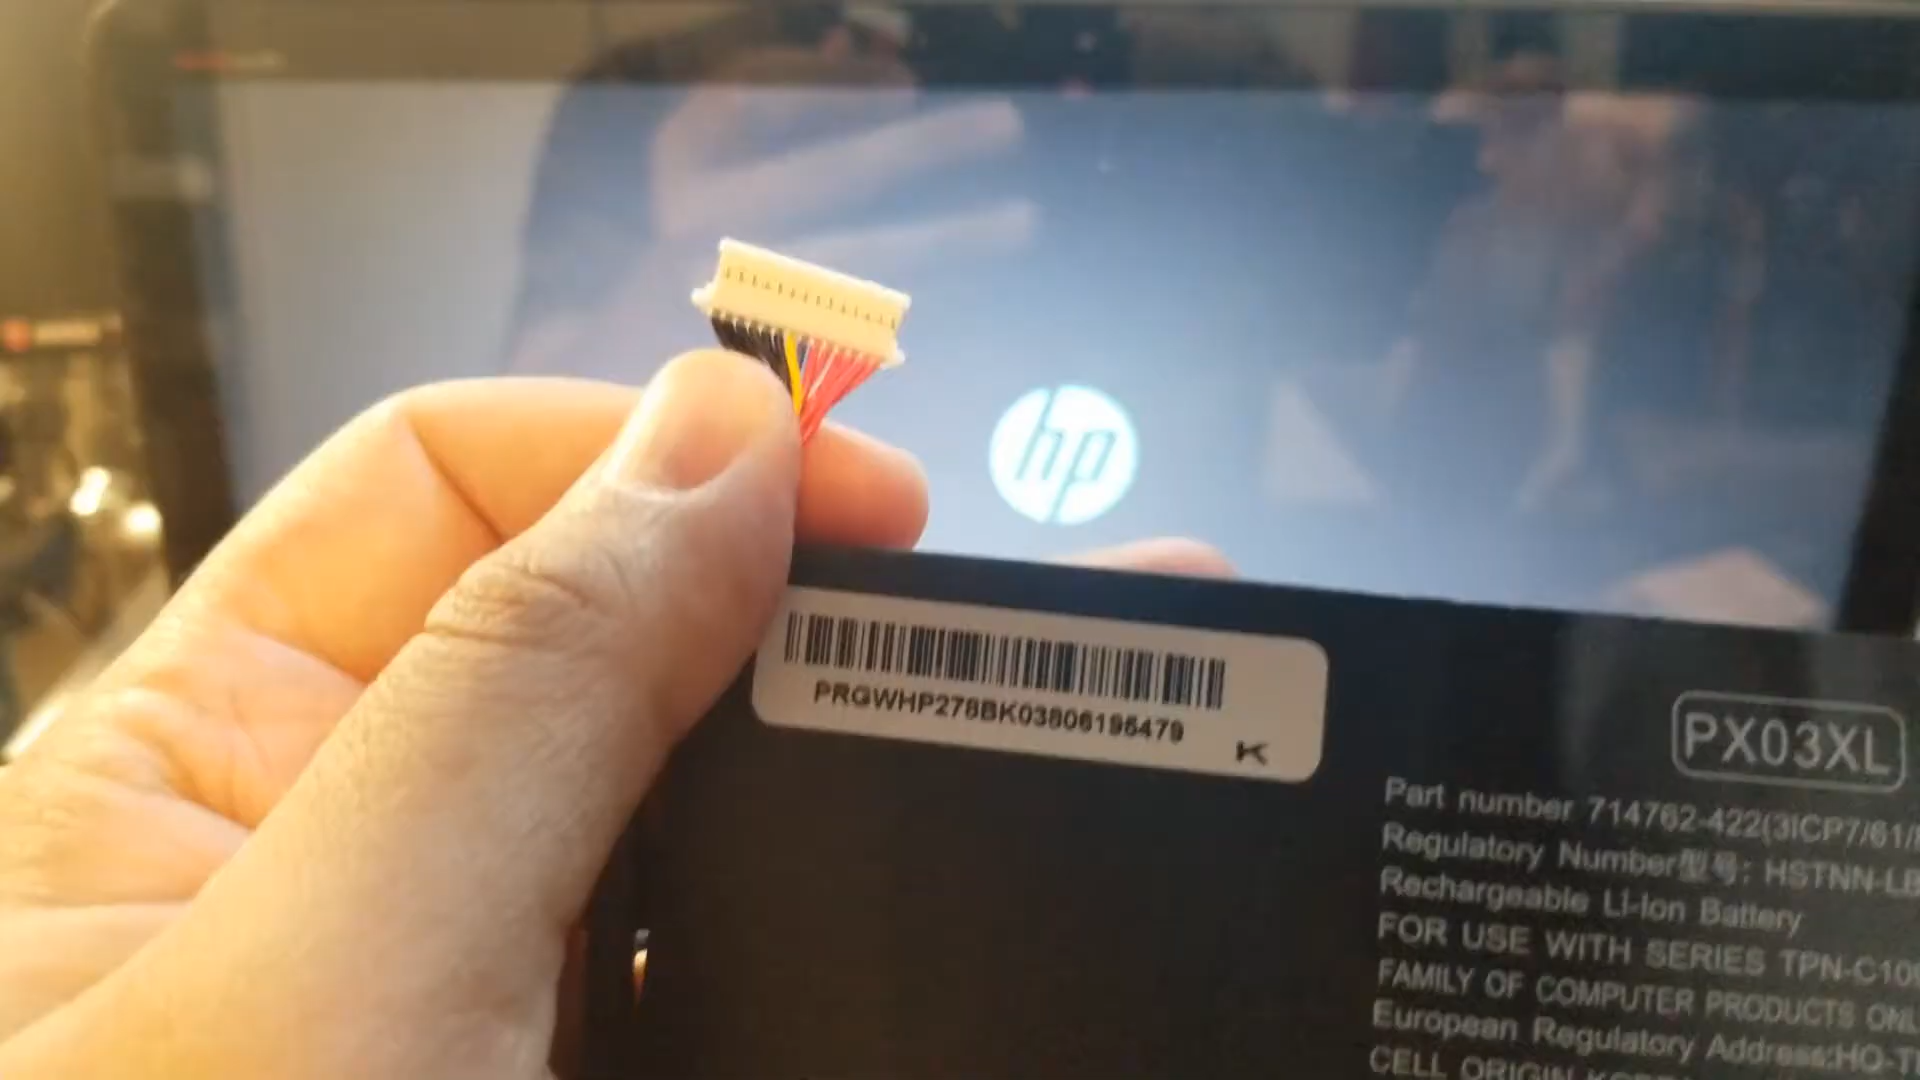 hp
PRGWHP278BK03806195479
K
PX03XL
Part number 714762-422(3ICP7/61/
Regulatory Number型号: HSTNN-LB
Rechargeable Li-Ion Battery
FOR USE WITH SERIES TPN-C10
FAMILY OF COMPUTER PRODUCTS ONL
European Regulatory Address:HQ-T
CELL ORIGIN KOREA